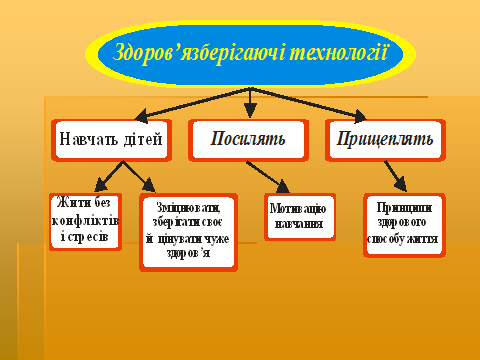 Здоров’язберігаючі технології
Навчать дітей
Посилять
Прищеплять
Жити без
конфліктів
і стресів
Зміцнювати,
зберігати своє
й цінувати чуже
здоров’я
Мотивацію
навчання
Принципи
здорового
способу життя